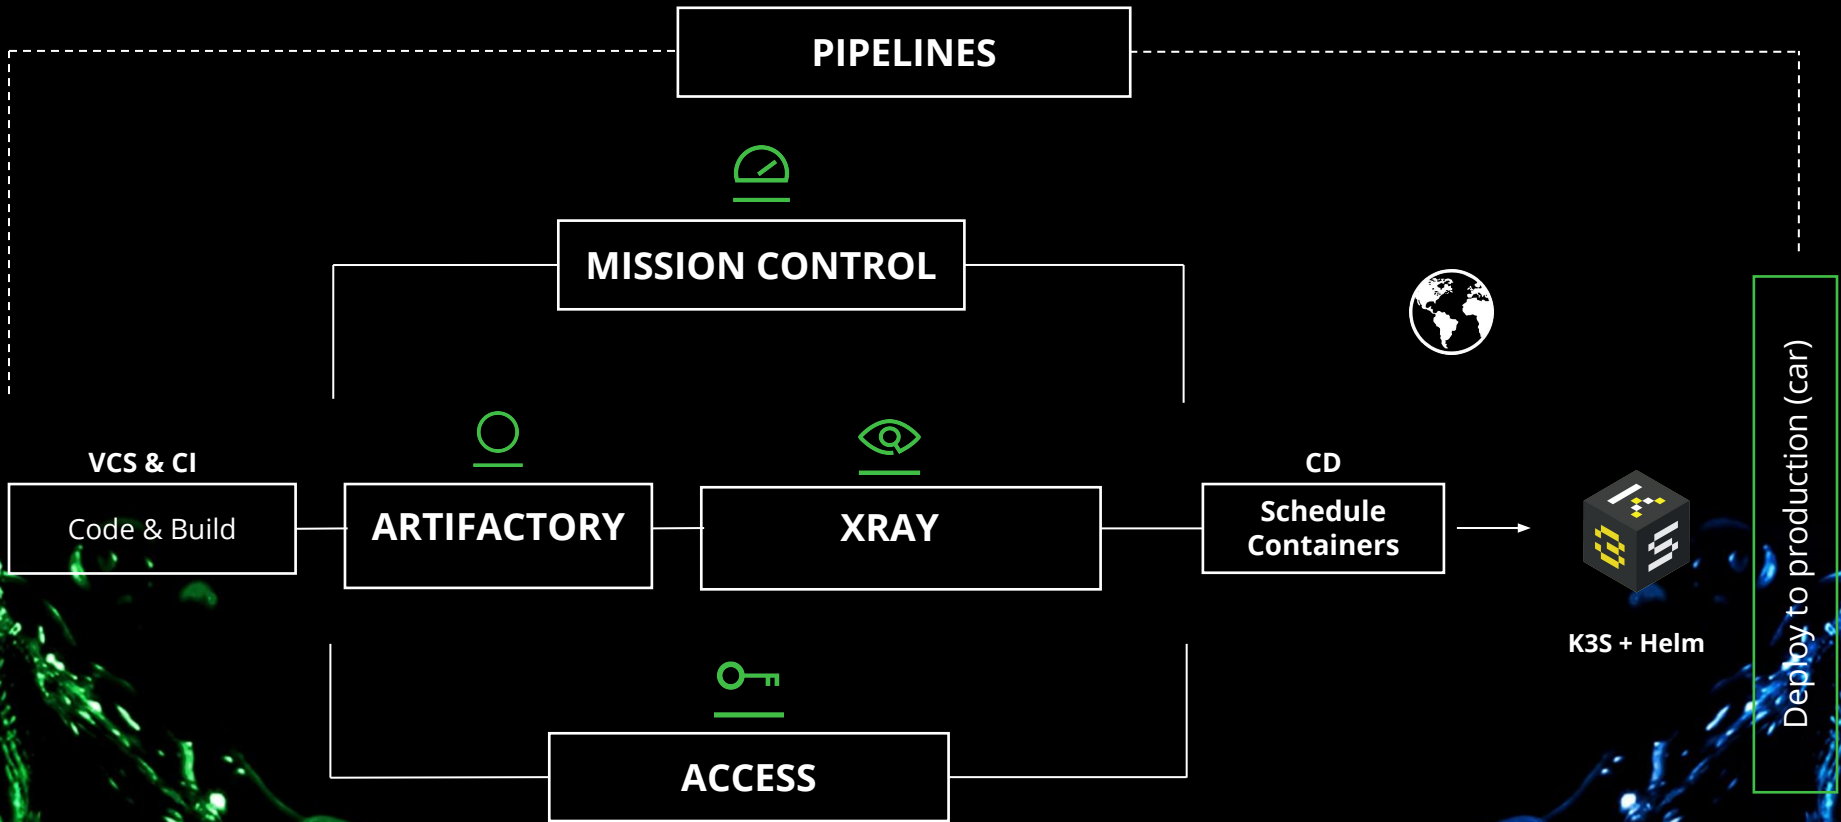 PIPELINES
MISSION CONTROL
VCS & CI
Code & Build
ARTIFACTORY
XRAY
CD
Schedule
Containers
K3S + Helm
Deploy to production (car)
ACCESS